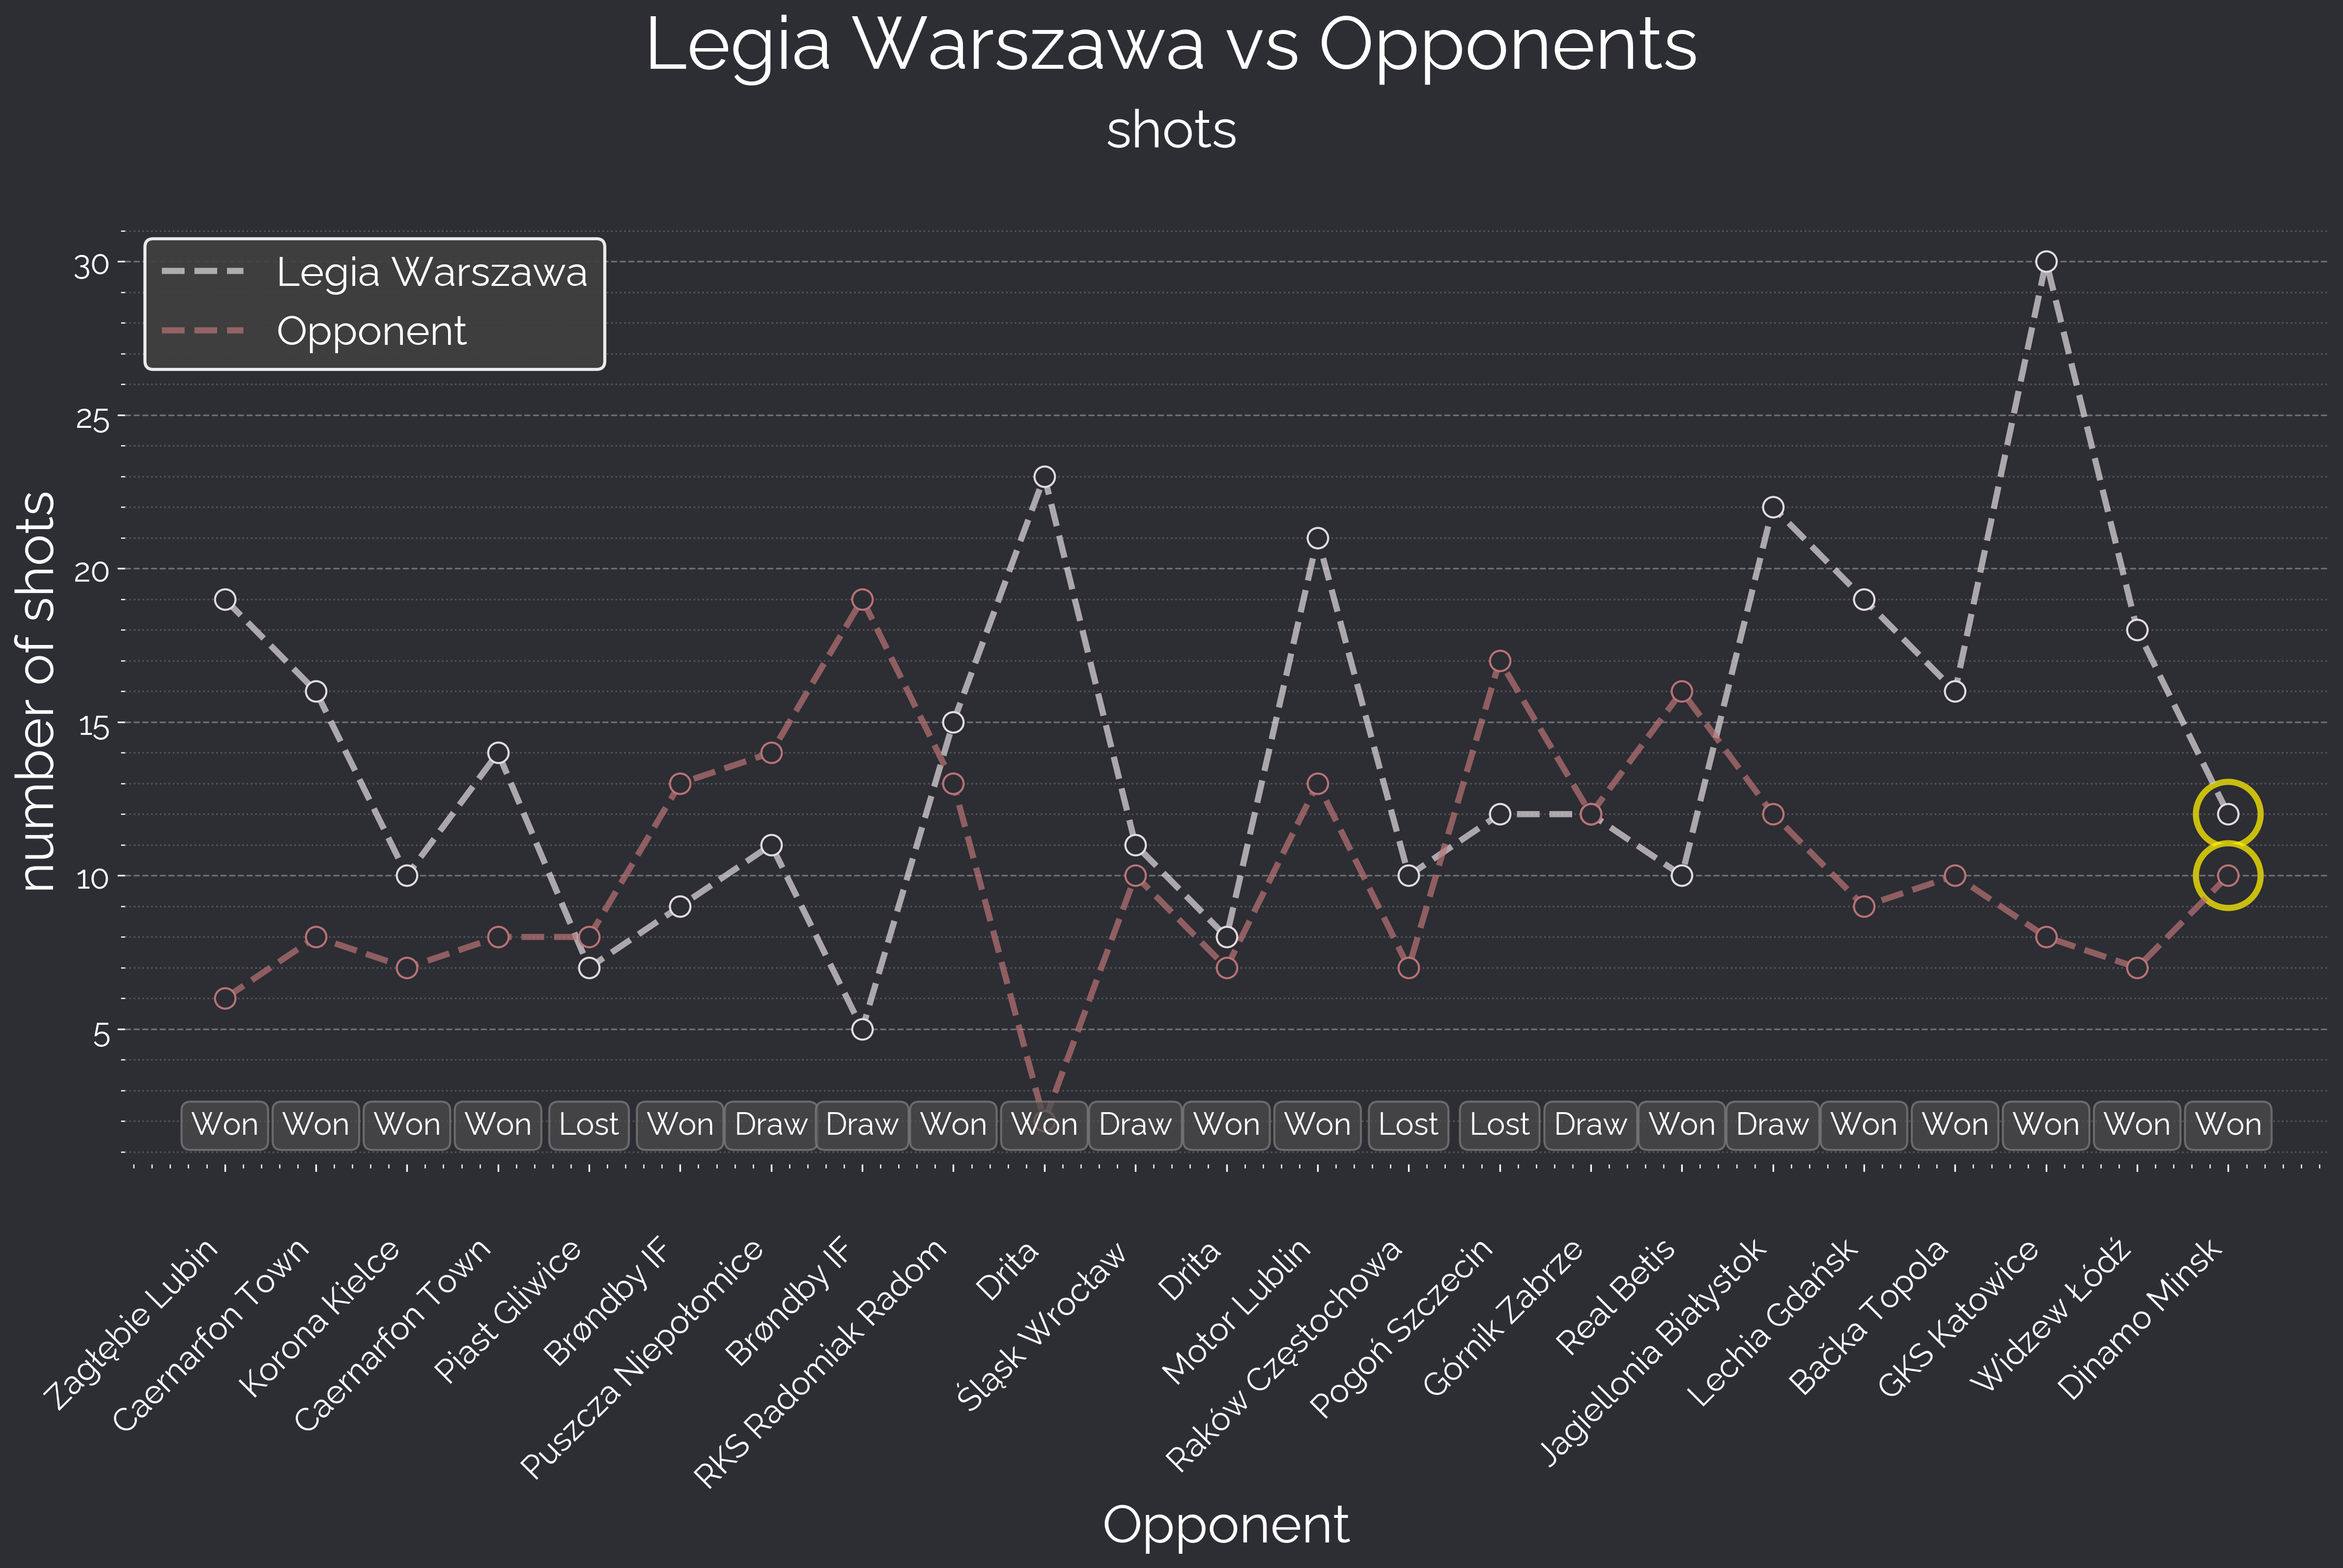 Legia Warszawa vs Opponents
shots
30
25
20
15
10
5
number of shots
Legia Warszawa
Opponent
Won Won Won Won Lost Won Draw Draw Won Won Draw Won Won Lost Lost Draw Won Draw Won Won Won Won Won
Zagłębie Lubin
Caernarfon Town
Korona Kielce
Caernarfon Town
Piast Gliwice
Brøndby IF
Puszcza Niepołomice
Brøndby IF
RKS Radomiak Radom
Drita
Śląsk Wrocław
Drita
Motor Lublin
Raków Częstochowa
Pogoń Szczecin
Górnik Zabrze
Real Betis
Jagielllonia Białystok
Lechia Gdańsk
Bačka Topola
GKS Katowice
Widzew Łódź
Dinamo Minsk
Opponent